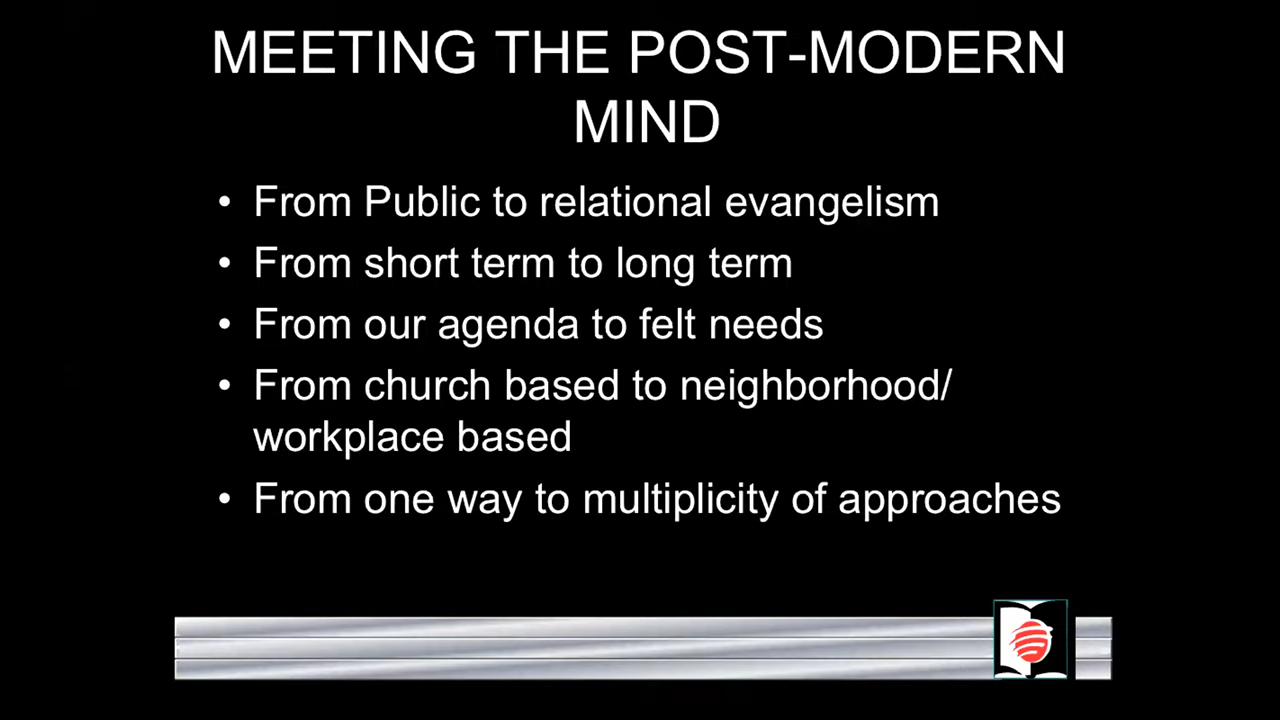 MEETING THE POST-MODERN
MIND
• From Public to relational evangelism
• From short term to long term
• From our agenda to felt needs
• From church based to neighborhood/
workplace based
• From one way to multiplicity of approaches